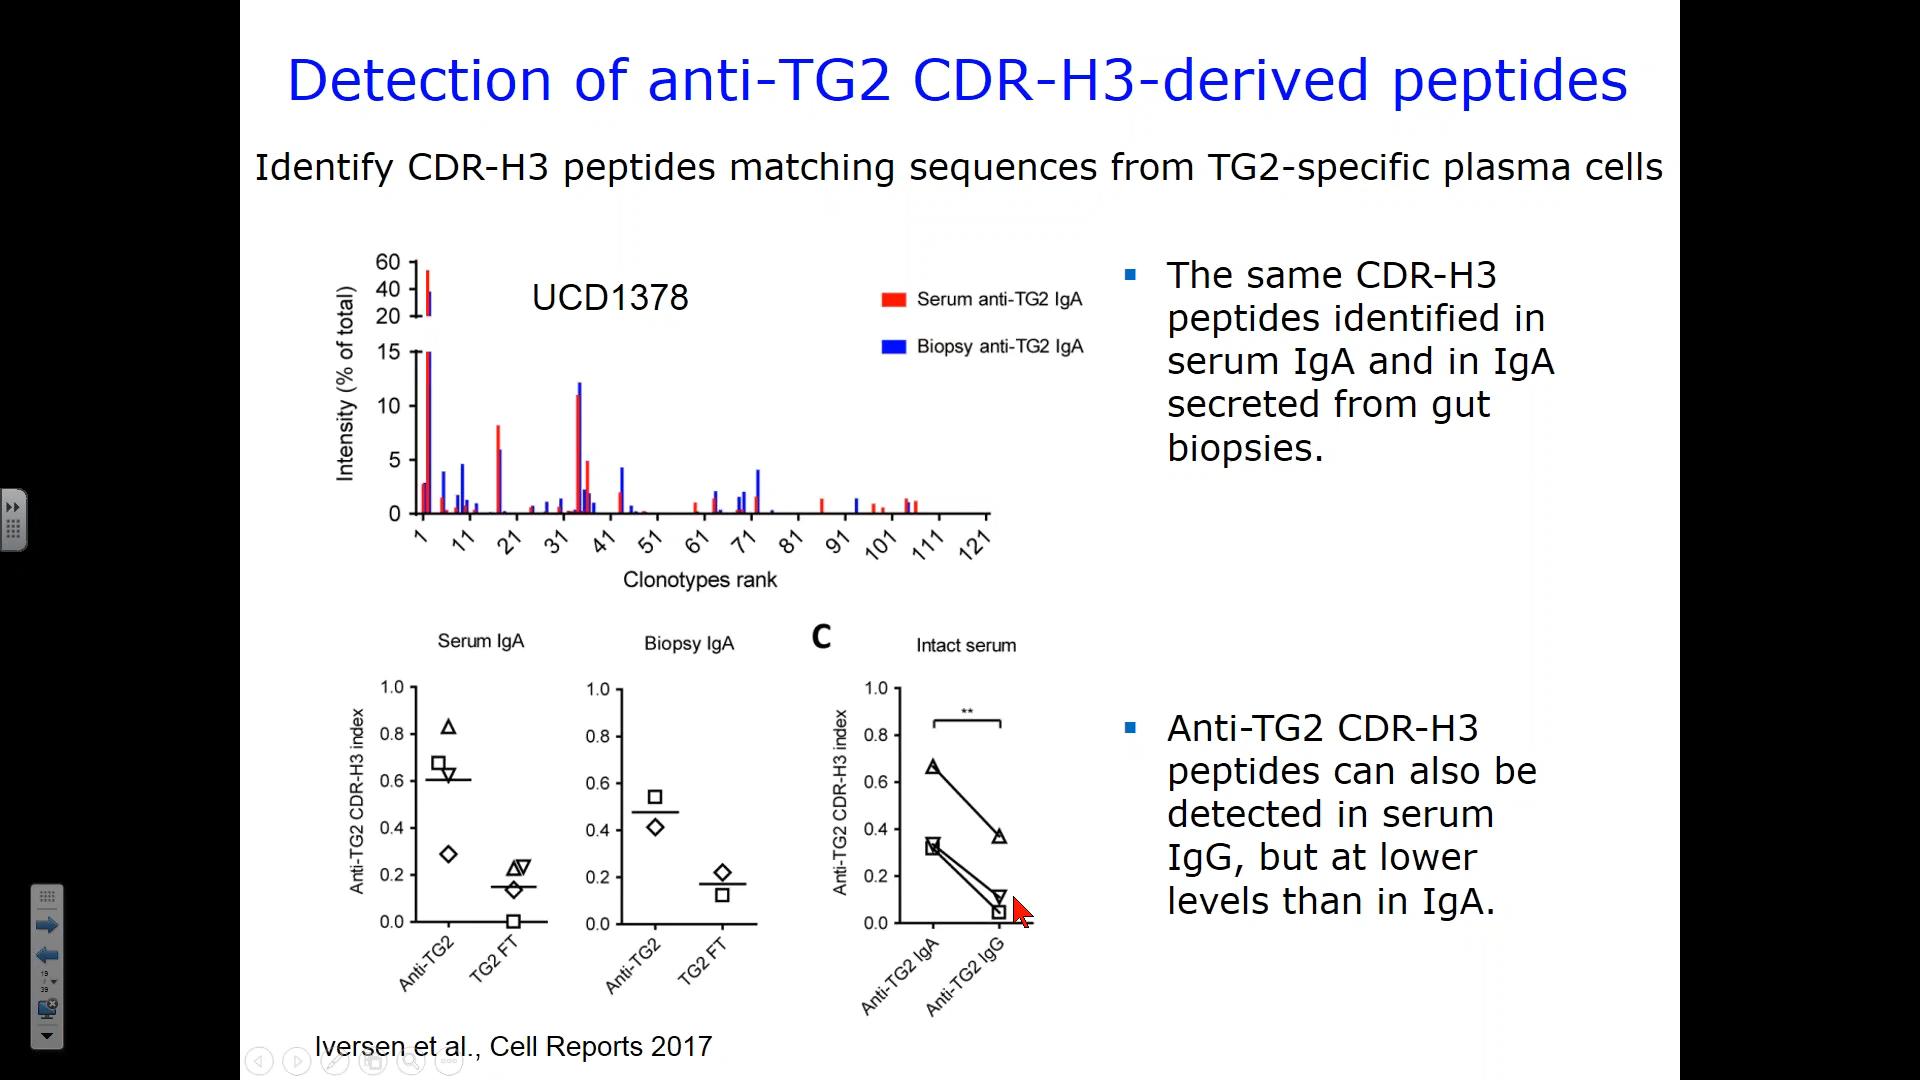 Detection of anti-TG2 CDR-H3-derived peptides
Identify CDR-H3 peptides matching sequences from TG2-specific plasma cells
60
40
20
15
10
5
0
Intensity (% of total)
UCD1378
Serum anti-TG2 IgA
Biopsy anti-TG2 IgA
1 11 21 31 41 51 61 71 81 91 101 111 121
Clonotypes rank
The same CDR-H3
peptides identified in
serum IgA and in IgA
secreted from gut
biopsies.
Serum IgA
Anti-TG2 CDR-H3 index
1.0
0.8
0.6
0.4
0.2
0.0
Anti-TG2
TG2 FT
Biopsy IgA
1.0
0.8
0.6
0.4
0.2
0.0
Anti-TG2
TG2 FT
C
Intact serum
Anti-TG2 CDR-H3 index
1.0
0.8
0.6
0.4
0.2
0.0
**
Anti-TG2 IgA
Anti-TG2 IgG
Anti-TG2 CDR-H3
peptides can also be
detected in serum
IgG, but at lower
levels than in IgA.
Iversen et al., Cell Reports 2017
19
/
39